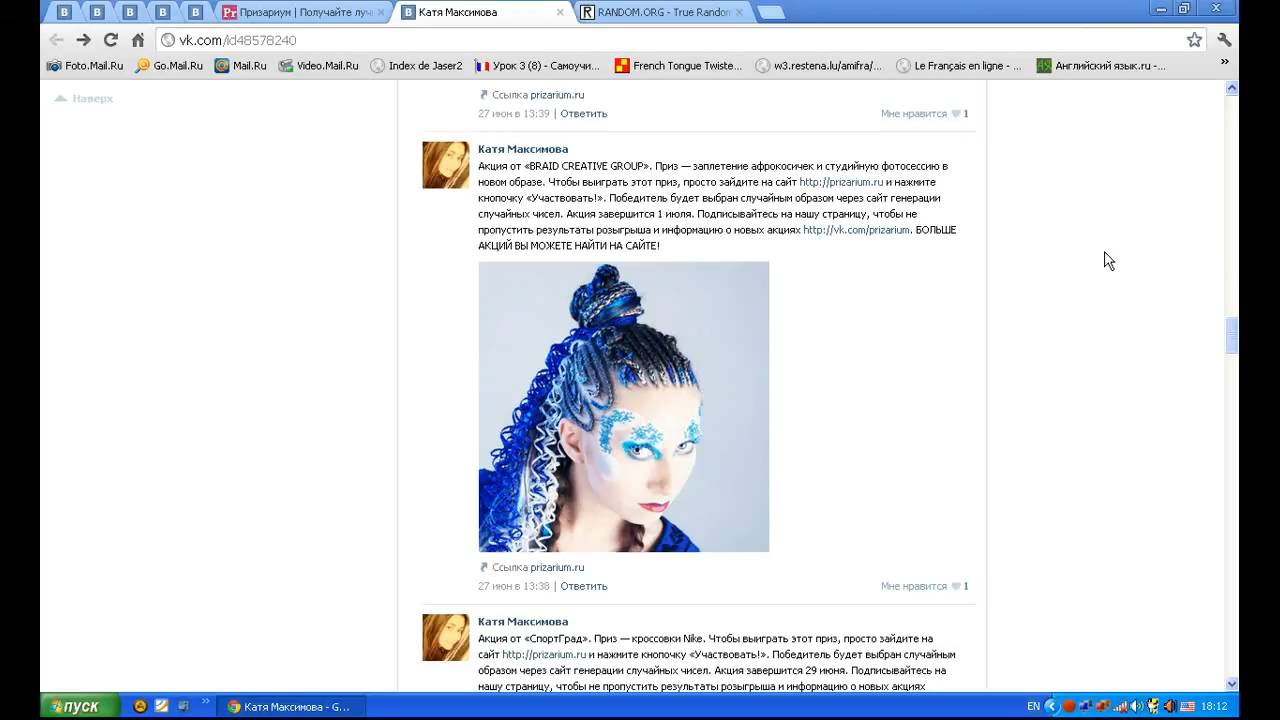 Призариум | Получайте луч
Катя Максимова
RANDOM.ORG - True Random
vk.com/id48578240
Foto.Mail.Ru
Go.Mail.Ru
Mail.Ru
Video.Mail.Ru
Index de Jaser2
Урок 3 (8) - Самоучи...
French Tongue Twiste...
w3.restena.lu/amifra/...
Le Français en ligne - ...
Английский язык.ru -...
Наверх
Ссылка prizarium.ru
27 июн в 13:39 | Ответить
Мне нравится 1
Катя Максимова
Акция от «BRAID CREATIVE GROUP». Приз — заплетение афрокосичек и студийную фотосессию в
новом образе. Чтобы выиграть этот приз, просто зайдите на сайт http://prizarium.ru и нажмите
кнопочку «Участвовать!». Победитель будет выбран случайным образом через сайт генерации
случайных чисел. Акция завершится 1 июля. Подписывайтесь на нашу страницу, чтобы не
пропустить результаты розыгрыша и информацию о новых акциях http://vk.com/prizarium. БОЛЬШЕ
АКЦИЙ ВЫ МОЖЕТЕ НАЙТИ НА САЙТЕ!
Ссылка prizarium.ru
27 июн в 13:38 | Ответить
Мне нравится 1
Катя Максимова
Акция от «СпортГрад». Приз — кроссовки Nike. Чтобы выиграть этот приз, просто зайдите на
сайт http://prizarium.ru и нажмите кнопочку «Участвовать!». Победитель будет выбран случайным
образом через сайт генерации случайных чисел. Акция завершится 29 июня. Подписывайтесь на
нашу страницу, чтобы не пропустить результаты розыгрыша и информацию о новых акциях
пуск
Катя Максимова - G...
EN
18:12